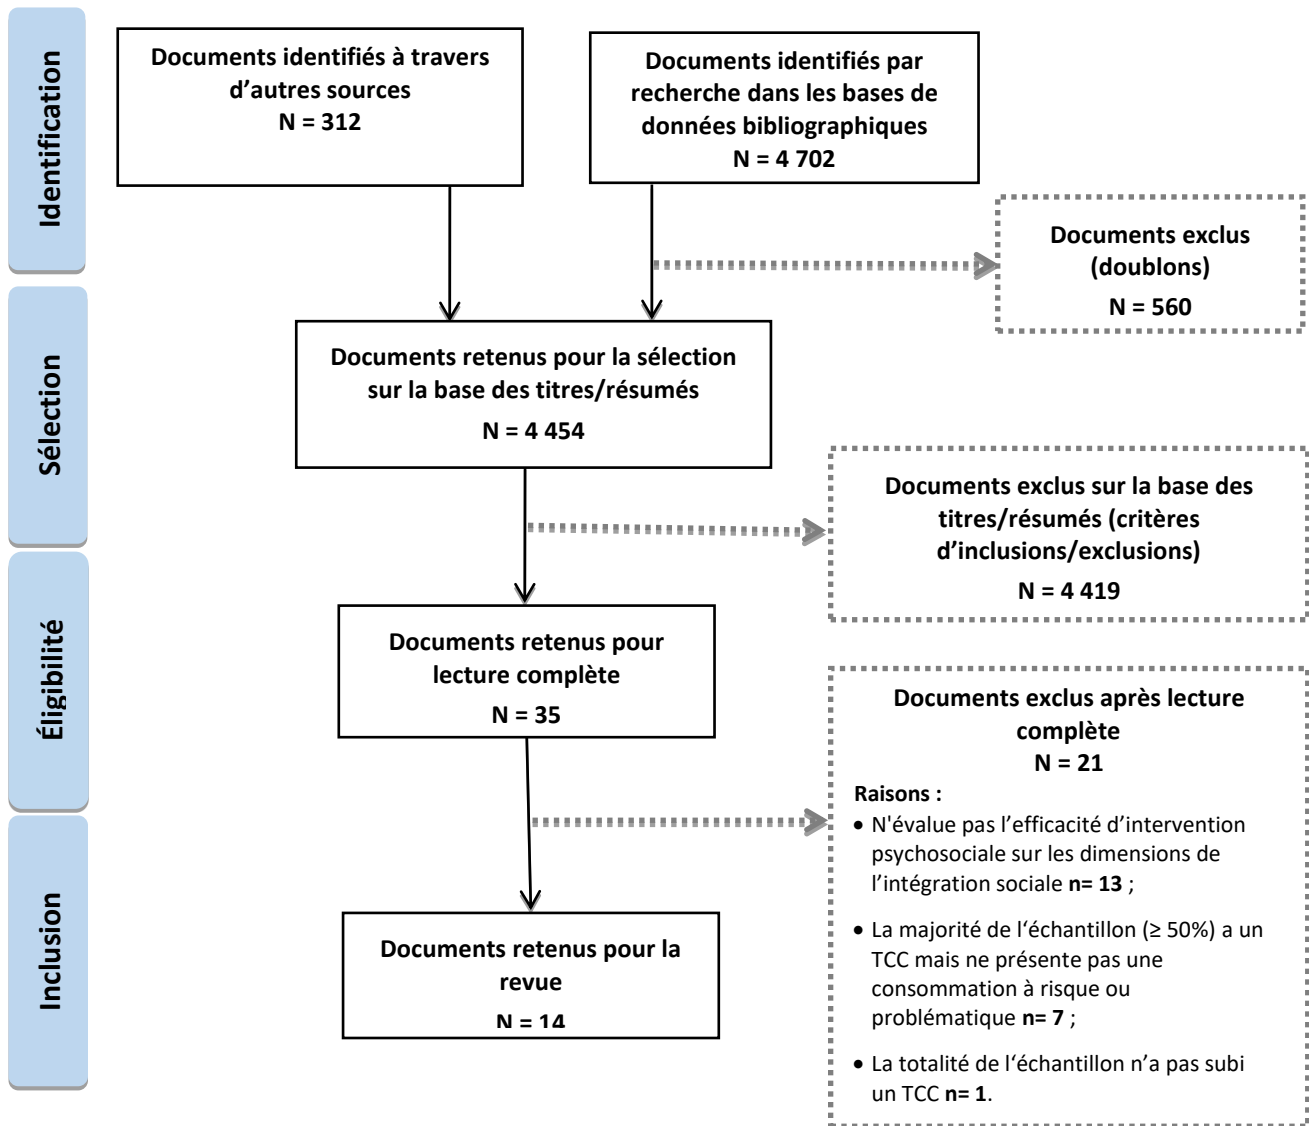 Identification
Documents identifiés à travers
d’autres sources
N = 312
Documents identifiés par
recherche dans les bases de
données bibliographiques
N = 4 702
Documents exclus
(doublons)
N = 560
Sélection
Documents retenus pour la sélection
sur la base des titres/résumés
N = 4 454
Documents exclus sur la base des
titres/résumés (critères
d’inclusions/exclusions)
N = 4 419
Éligibilité
Documents retenus pour
lecture complète
N = 35
Documents exclus après lecture
complète
N = 21
Raisons :
• N'évalue pas l’efficacité d’intervention
psychosociale sur les dimensions de
l’intégration sociale n= 13 ;
• La majorité de l‘échantillon (≥ 50%) a un
TCC mais ne présente pas une
consommation à risque ou
problématique n= 7 ;
• La totalité de l‘échantillon n’a pas subi
un TCC n= 1.
Inclusion
Documents retenus pour la
revue
N = 14